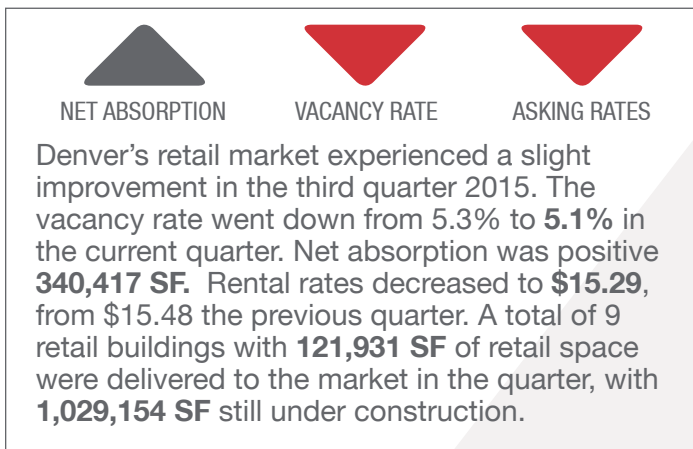 NET ABSORPTION VACANCY RATE ASKING RATES
Denver’s retail market experienced a slight
improvement in the third quarter 2015. The
vacancy rate went down from 5.3% to 5.1% in
the current quarter. Net absorption was positive
340,417 SF.  Rental rates decreased to $15.29,
from $15.48 the previous quarter. A total of 9
retail buildings with 121,931 SF of retail space
were delivered to the market in the quarter, with
1,029,154 SF still under construction.